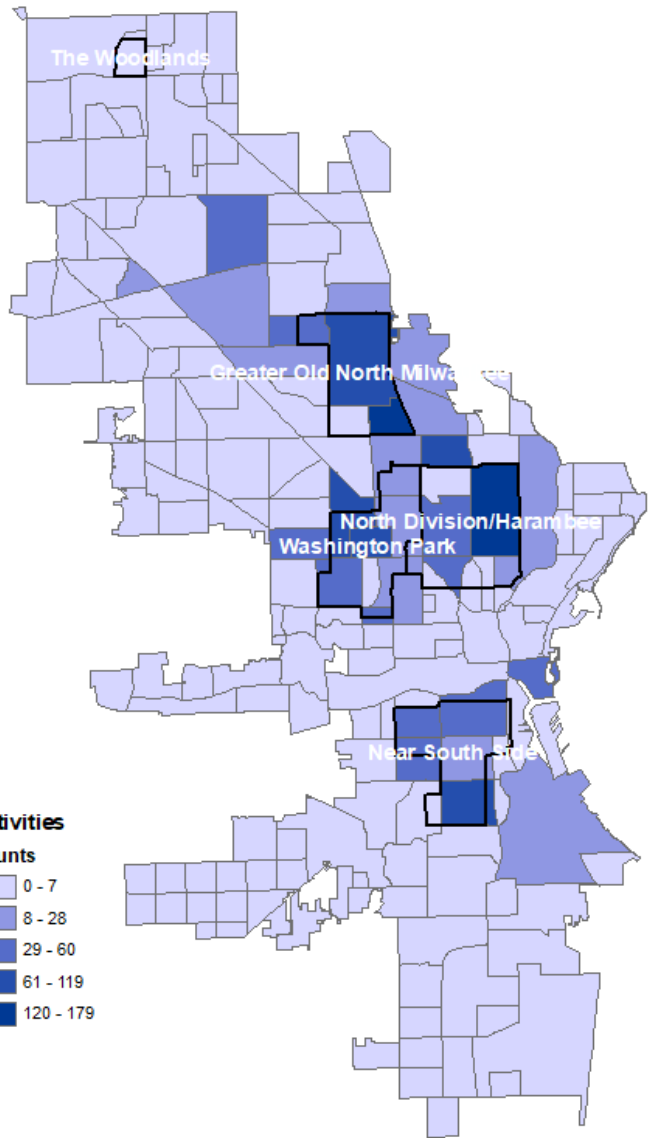 The Woodlands
Greater Old North Milwaukee
North Division/Harambee
Washington Park
Near South Side
tivities
unts
0 - 7
8 - 28
29 - 60
61 - 119
120 - 179